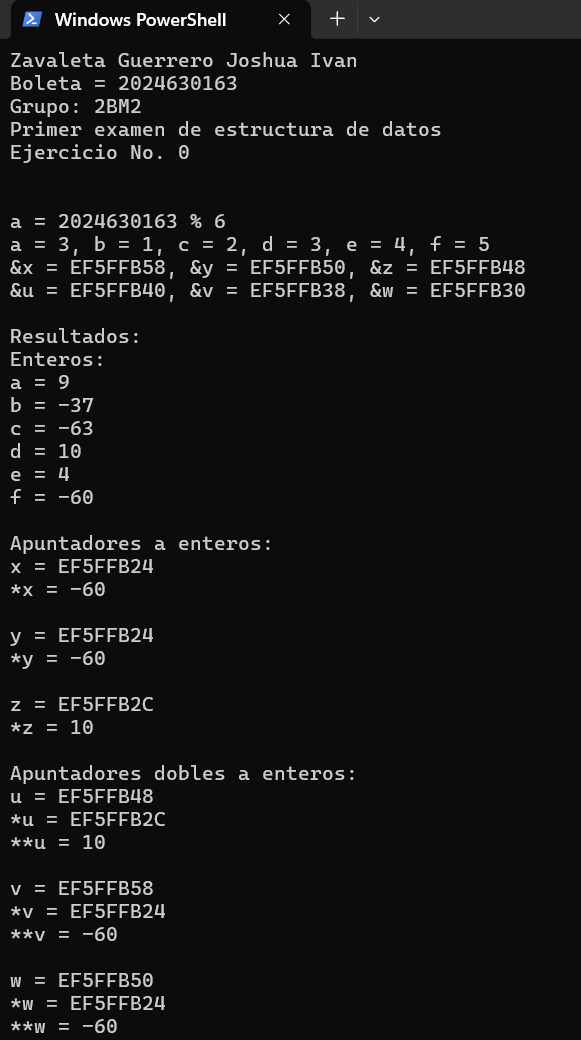 Windows PowerShell
Zavaleta Guerrero Joshua Ivan
Boleta = 2024630163
Grupo: 2BM2
Primer examen de estructura de datos
Ejercicio No. 0
a = 2024630163 % 6
a = 3, b = 1, c = 2, d = 3, e = 4, f = 5
&x = EF5FFB58, &y = EF5FFB50, &z = EF5FFB48
&u = EF5FFB40, &v = EF5FFB38, &w = EF5FFB30
Resultados:
Enteros:
a = 9
b = -37
c = -63
d = 10
e = 4
f = -60
Apuntadores a enteros:
x = EF5FFB24
*x = -60
y = EF5FFB24
*y = -60
z = EF5FFB2C
*z = 10
Apuntadores dobles a enteros:
u = EF5FFB48
*u = EF5FFB2C
**u = 10
v = EF5FFB58
*v = EF5FFB24
**v = -60
w = EF5FFB50
*w = EF5FFB24
**w = -60